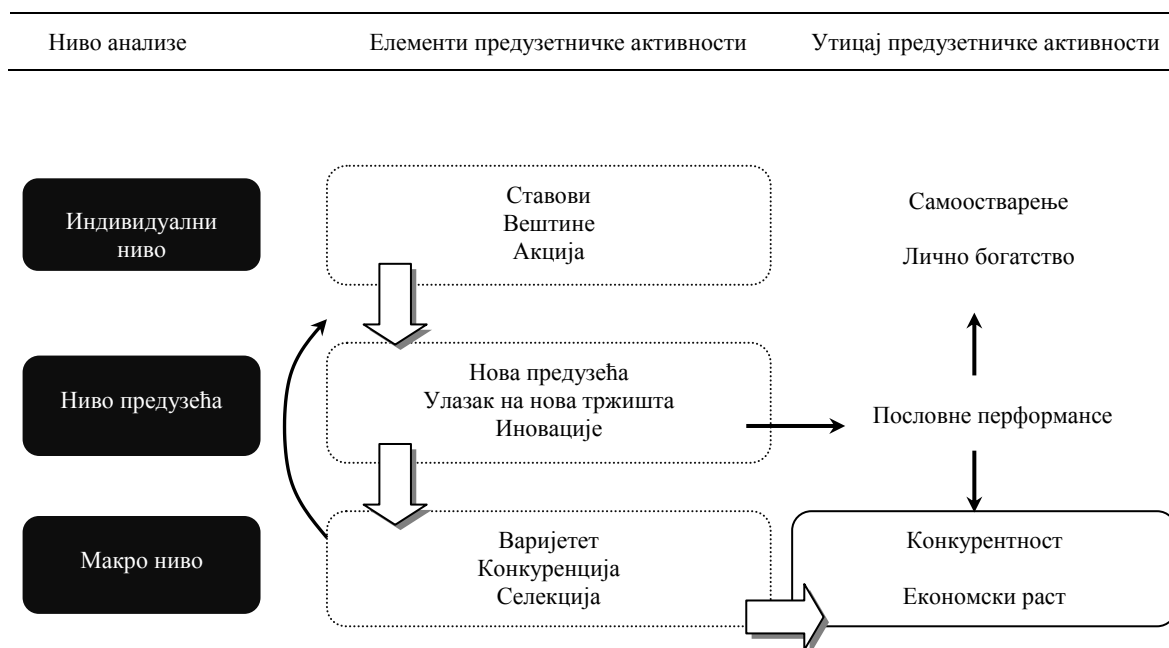 Ниво анализе
Елементи предузетничке активности
Утицај предузетничке активности
Индивидуални
ниво
Ставови
Вештине
Акција
Самоостварење
Лично богатство
Ниво предузећа
Нова предузећа
Улазак на нова тржишта
Иновације
Пословне перформансе
Макро ниво
Варијетет
Конкуренција
Селекција
Конкурентност
Економски раст